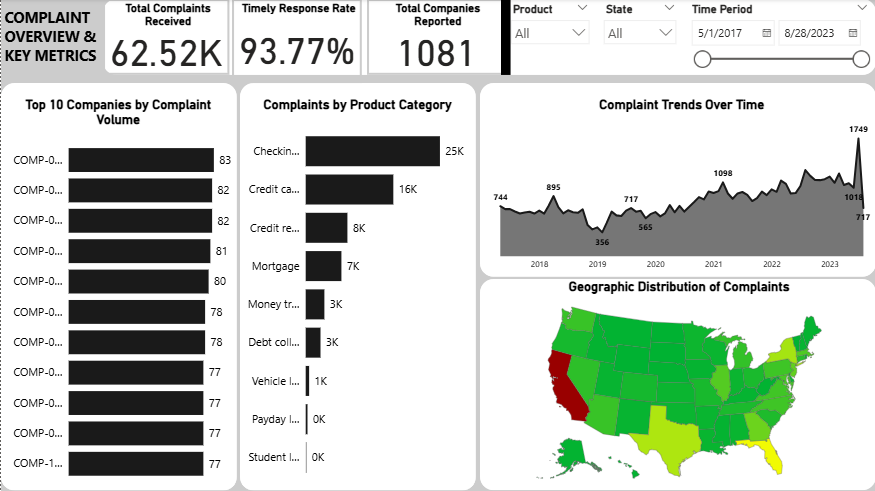 COMPLAINT
OVERVIEW &
KEY METRICS
Total Complaints
Received
62.52K
Timely Response Rate
93.77%
Total Companies
Reported
1081
Product
All
State
All
Time Period
5/1/2017
8/28/2023
Top 10 Companies by Complaint
Volume
COMP-0... 83
COMP-0... 82
COMP-0... 82
COMP-0... 81
COMP-0... 80
COMP-0... 78
COMP-0... 78
COMP-0... 77
COMP-0... 77
COMP-0... 77
COMP-1... 77
Complaints by Product Category
Checkin... 25K
Credit ca... 16K
Credit re... 8K
Mortgage 7K
Money tr... 3K
Debt coll... 3K
Vehicle l... 1K
Payday l... 0K
Student l... 0K
Complaint Trends Over Time
744
895
356
717
565
1098
1749
1018
717
2018 2019 2020 2021 2022 2023
Geographic Distribution of Complaints